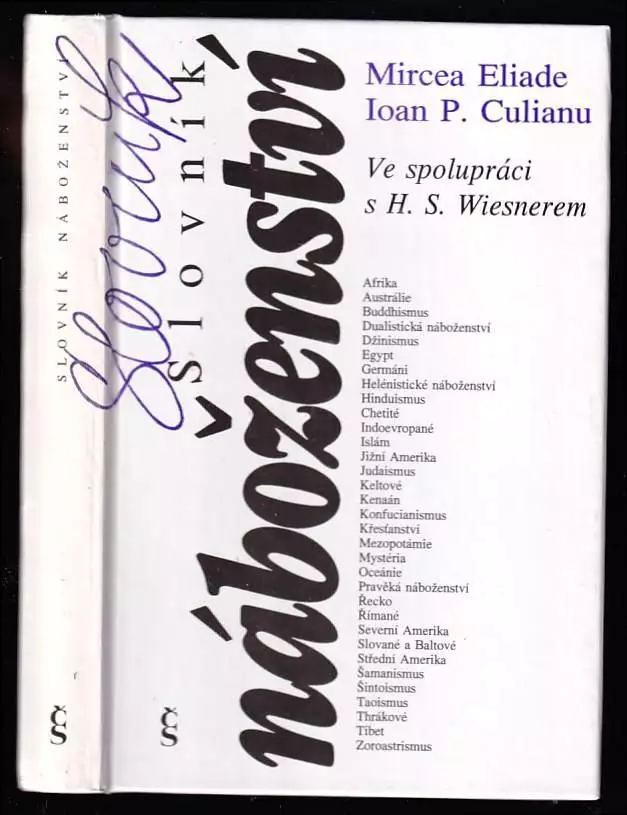 SLOVNÍK NÁBOŽENSTVÍ
Slovník
Slovník
náboženství
Mircea Eliade
Ioan P. Culianu
Ve spolupráci
s H. S. Wiesnerem
Afrika
Austrálie
Buddhismus
Dualistická náboženství
Džinismus
Egypt
Germáni
Helénistické náboženství
Hinduismus
Chetité
Indoevropané
Islám
Jižní Amerika
Judaismus
Keltové
Kenaán
Konfucianismus
Křesťanství
Mezopotámie
Mystéria
Oceánie
Pravěká náboženství
Řecko
Římané
Severní Amerika
Slované a Baltové
Střední Amerika
Šamanismus
Šintoismus
Taoismus
Thrákové
Tibet
Zoroastrismus